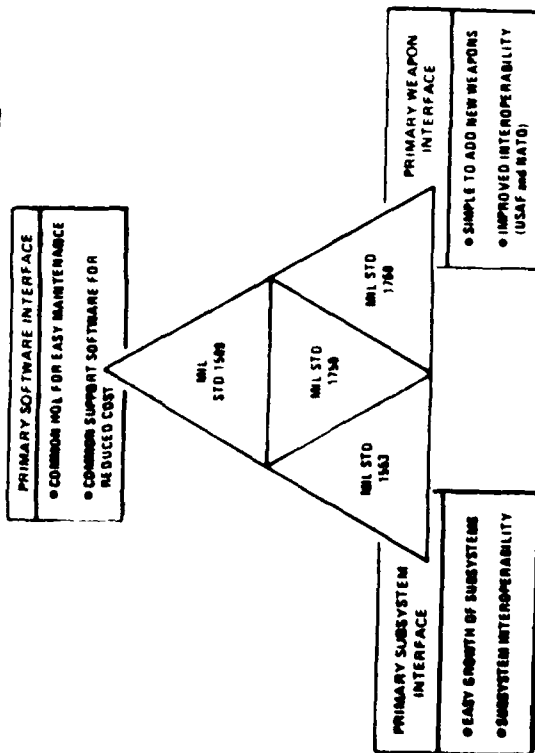 PRIMARY SOFTWARE INTERFACE
● COMMON HOL FOR EASY MAINTENANCE
● COMMON SUPPORT SOFTWARE FOR
REDUCED COST
MIL
STD 1589
MIL STD
1750
MIL STD
1553
MIL STD
1760
PRIMARY SUBSYSTEM
INTERFACE
● EASY GROWTH OF SUBSYSTEMS
● SUBSYSTEM INTEROPERABILITY
PRIMARY WEAPON
INTERFACE
● SIMPLE TO ADD NEW WEAPONS
● IMPROVED INTEROPERABILITY
(USAF and NATO)